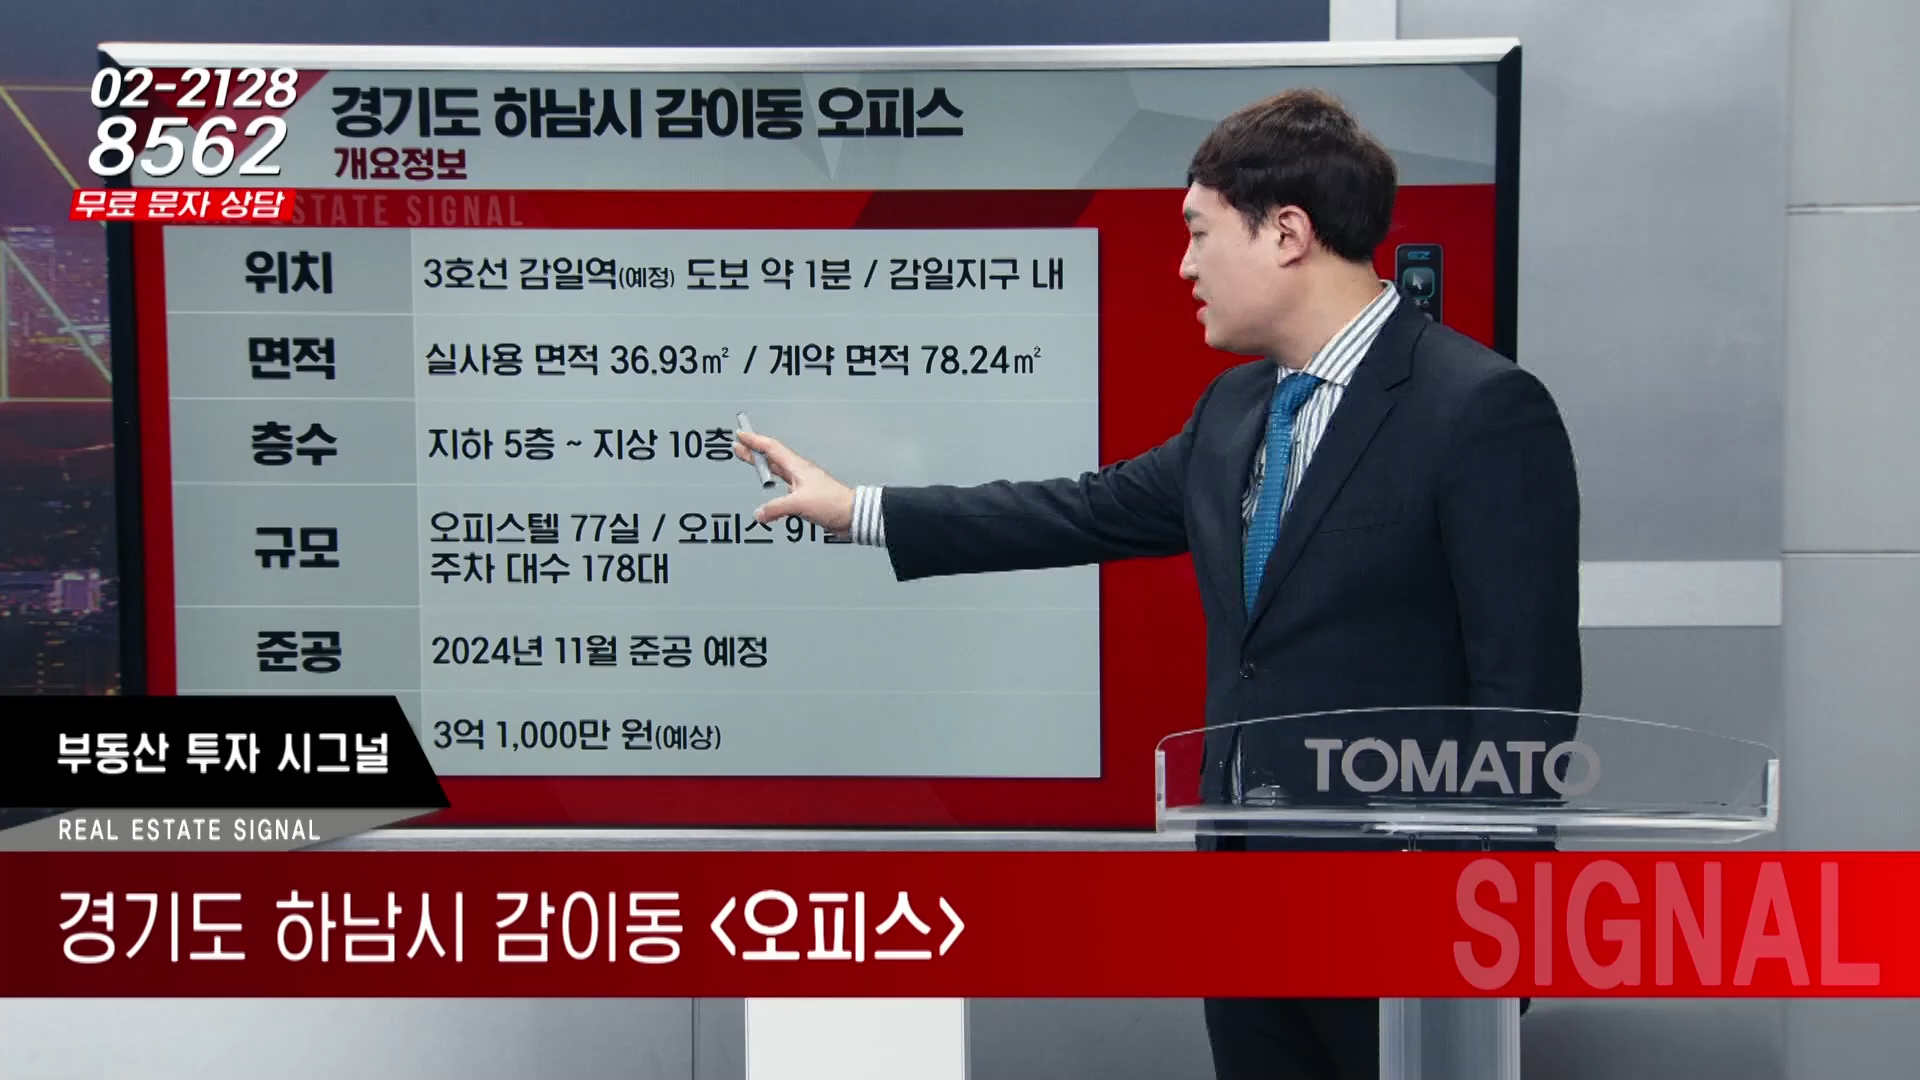 02-2128
8562
무료 문자 상담
경기도 하남시 감이동 오피스
개요정보
ESTATE SIGNAL
위치
3호선 감일역(예정) 도보 약 1분 / 감일지구 내
면적
실사용 면적 36.93㎡ / 계약 면적 78.24㎡
층수
지하 5층 ~ 지상 10층
규모
오피스텔 77실 / 오피스
주차 대수 178대
준공
2024년 11월 준공 예정
3억 1,000만 원(예상)
부동산 투자 시그널
REAL ESTATE SIGNAL
TOMATO
경기도 하남시 감이동 <오피스>
SIGNAL